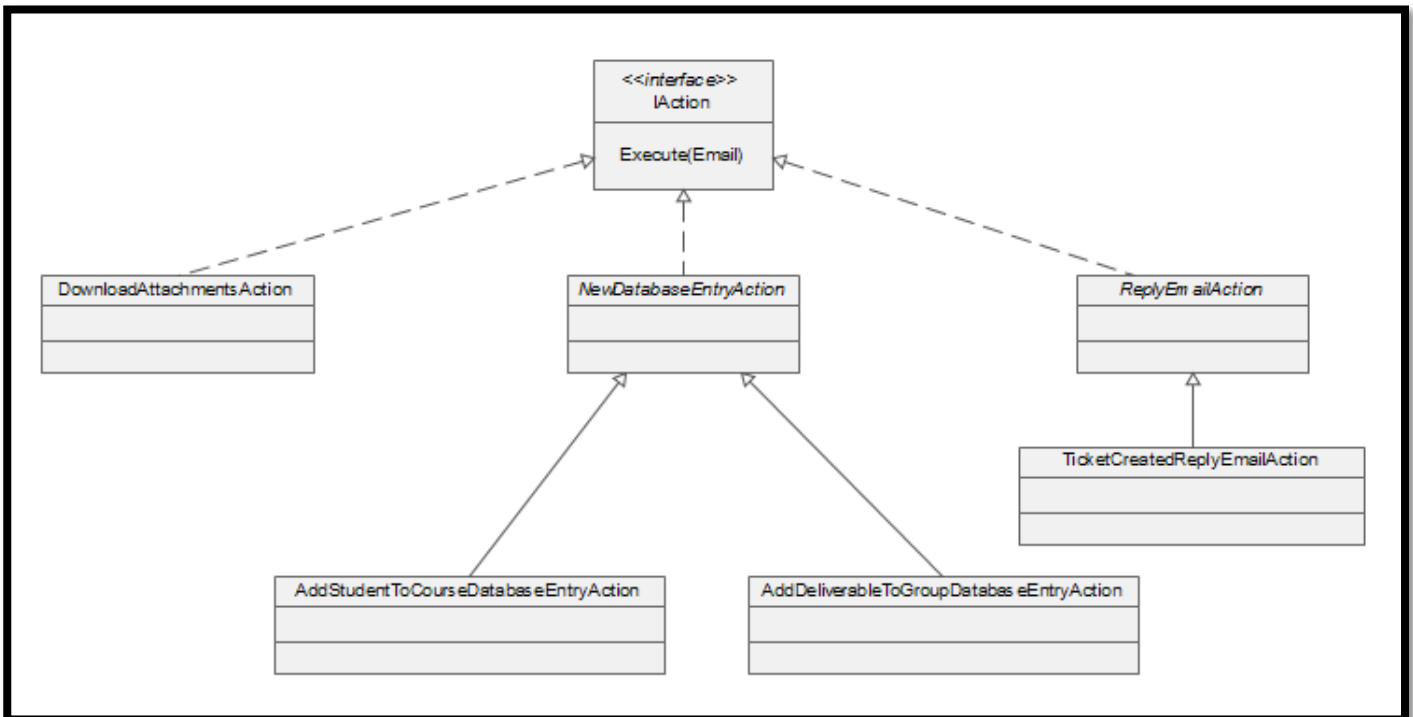 <<interface>>
IAction
Execute(Email)
DownloadAttachmentsAction
NewDatabaseEntryAction
ReplyEmailAction
TicketCreatedReplyEmailAction
AddStudentToCourseDatabaseEntryAction
AddDeliverableToGroupDatabaseEntryAction